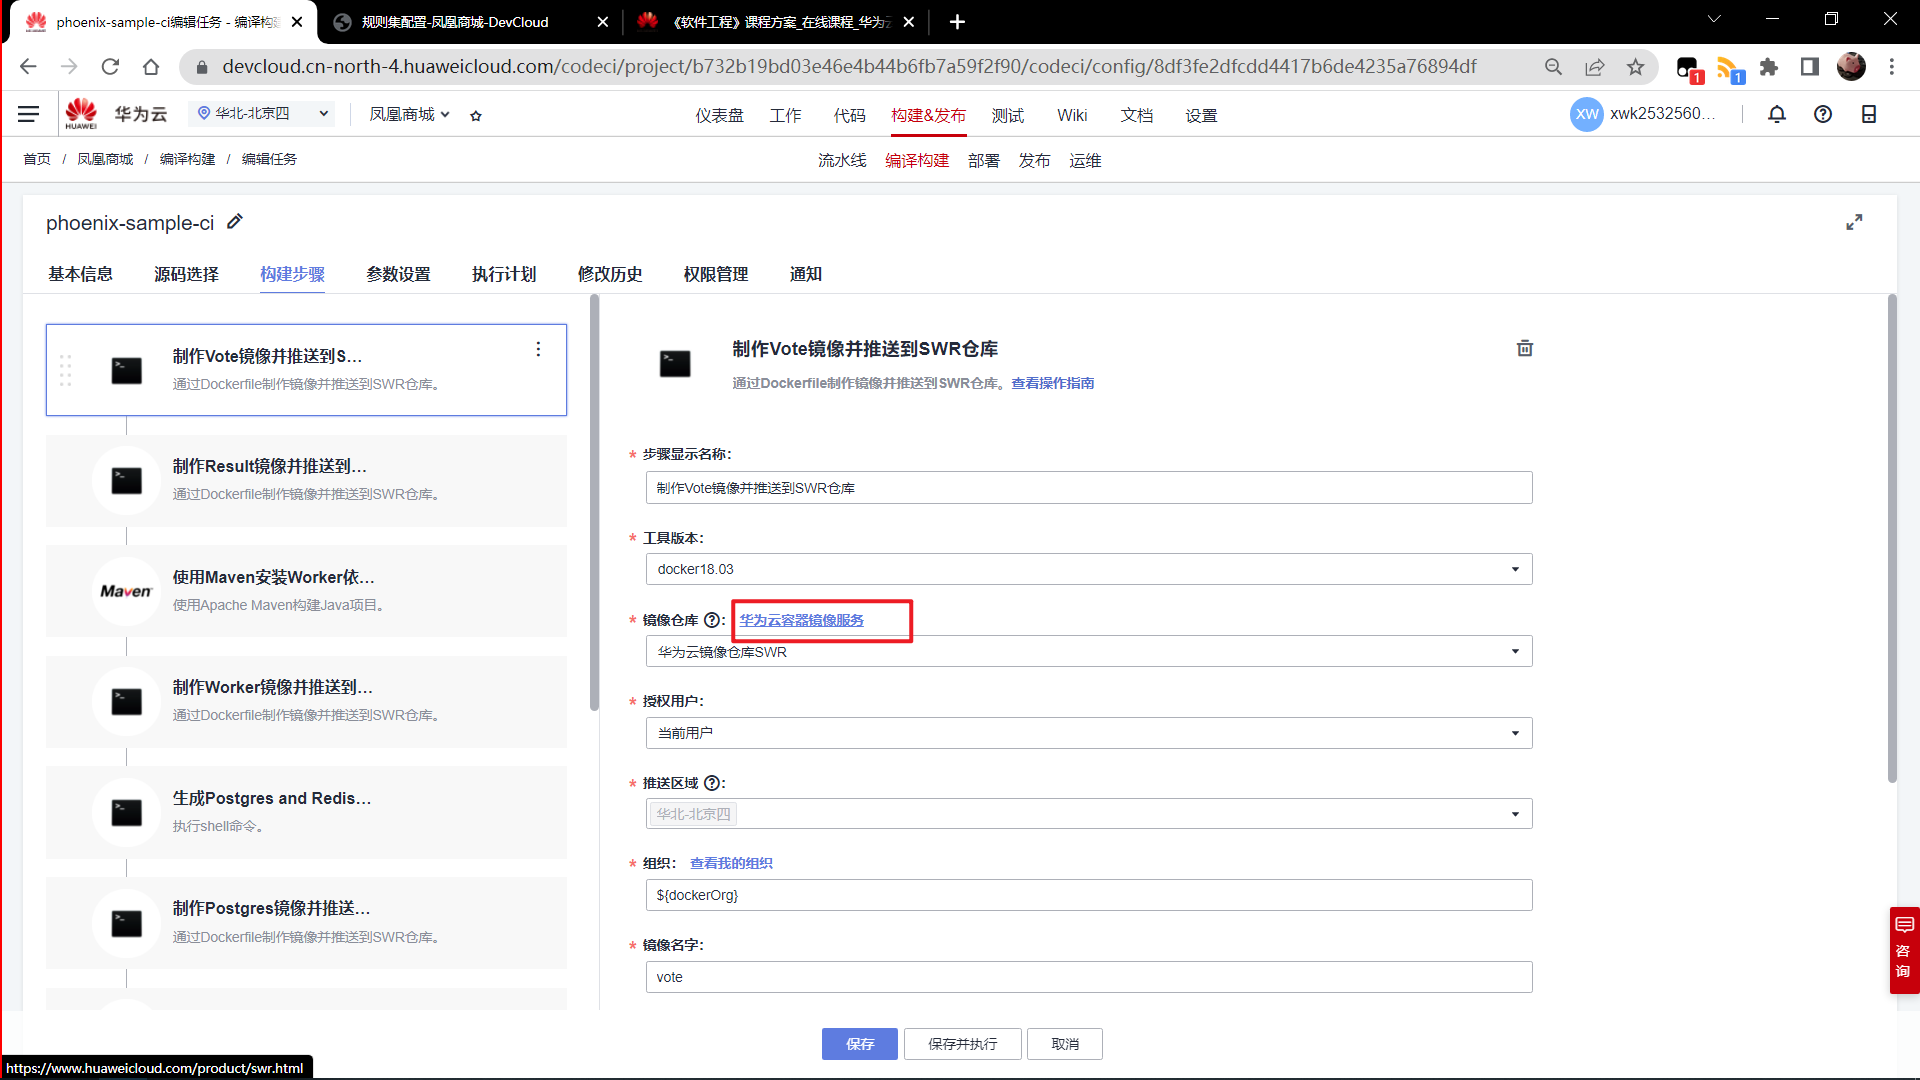 phoenix-sample-ci编辑任务 - 编译构建
规则集配置-凤凰商城-DevCloud
《软件工程》课程方案_在线课程_华为云
devcloud.cn-north-4.huaweicloud.com/codeci/project/b732b19bd03e46e4b44b6fb7a59f2f90/codeci/config/8df3fe2dfcdd4417b6de4235a76894df
1
1
HUAWEI
华为云
华北-北京四
凤凰商城
仪表盘
工作
代码
构建&发布
测试
Wiki
文档
设置
XW
xwk2532560...
首页 / 凤凰商城 / 编译构建 / 编辑任务
流水线
编译构建
部署
发布
运维
phoenix-sample-ci
基本信息
源码选择
构建步骤
参数设置
执行计划
修改历史
权限管理
通知
制作Vote镜像并推送到S...
通过Dockerfile制作镜像并推送到SWR仓库。
制作Result镜像并推送到...
通过Dockerfile制作镜像并推送到SWR仓库。
Maven
使用Maven安装Worker依...
使用Apache Maven构建Java项目。
制作Worker镜像并推送到...
通过Dockerfile制作镜像并推送到SWR仓库。
生成Postgres and Redis...
执行shell命令。
制作Postgres镜像并推送...
通过Dockerfile制作镜像并推送到SWR仓库。
制作Vote镜像并推送到SWR仓库
通过Dockerfile制作镜像并推送到SWR仓库。查看操作指南
* 步骤显示名称:
制作Vote镜像并推送到SWR仓库
* 工具版本:
docker18.03
* 镜像仓库 ?: 华为云容器镜像服务
华为云镜像仓库SWR
* 授权用户:
当前用户
* 推送区域 ?:
华北-北京四
* 组织: 查看我的组织
${dockerOrg}
* 镜像名字:
vote
咨询
保存
保存并执行
取消
https://www.huaweicloud.com/product/swr.html